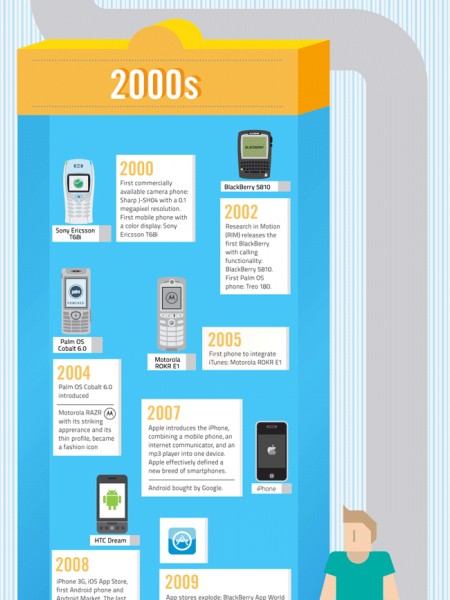 2000s
2000
First commercially
available camera phone:
Sharp J-SH04 with a 0.1
megapixel resolution.
First mobile phone with
a color display: Sony
Ericsson T68i
Sony Ericsson
T68i
BLACKBERRY
BlackBerry 5810
2002
Research in Motion
(RIM) releases the
first BlackBerry
with calling
functionality:
BlackBerry 5810.
First Palm OS
phone: Treo 180.
palm
POWERED
Palm OS
Cobalt 6.0
Motorola
ROKR E1
2005
First phone to integrate
iTunes: Motorola ROKR E1
2004
Palm OS Cobalt 6.0
introduced
Motorola RAZR
with its striking
apprerance and its
thin profile, became
a fashion icon
2007
Apple introduces the iPhone,
combining a mobile phone, an
internet communicator, and an
mp3 player into one device.
Apple effectively defined a
new breed of smartphones.
Android bought by Google.
iPhone
HTC Dream
2008
iPhone 3G, iOS App Store,
first Android phone and
Android Market. The last
2009
App stores explode: BlackBerry App World